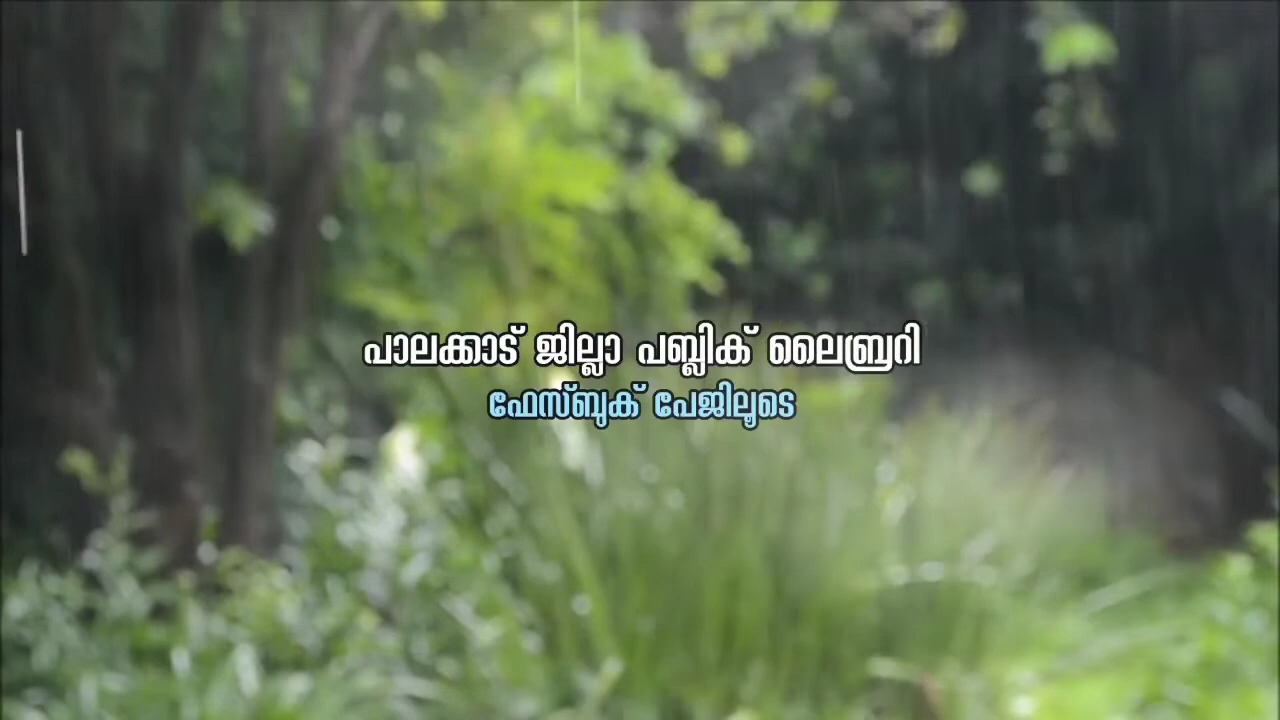 പാലക്കാട് ജില്ലാ പബ്ലിക് ലൈബ്രറി
ഫേസ്ബുക് പേജിലൂടെ